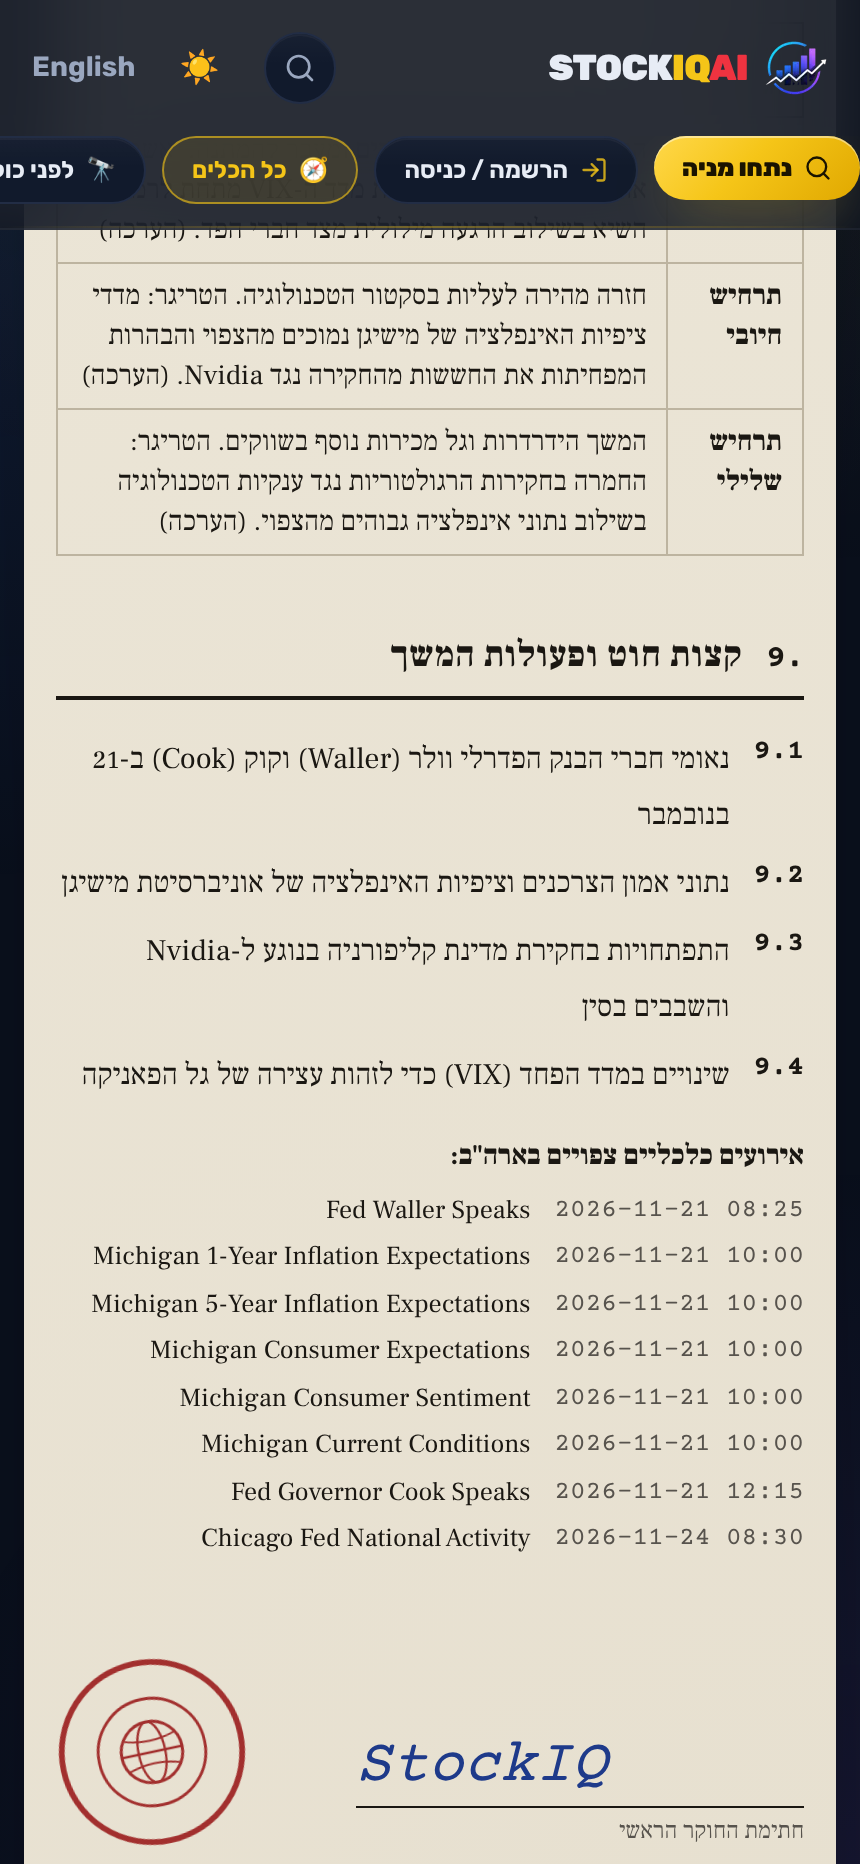 STOCKIQAI
English
נתחו מניה
הרשמה / כניסה
כל הכלים
לפני
חשיא בשילוב הרגעה מילולית מצד חברי הפד. (הערכה)
תרחיש
חיובי
חזרה מהירה לעליות בסקטור הטכנולוגיה. הטריגר: מדדי
ציפיות האינפלציה של מישיגן נמוכים מהצפוי והבהרות
המפחיתות את החששות מהחקירה נגד Nvidia. (הערכה)
תרחיש
שלילי
המשך הידרדרות וגל מכירות נוסף בשווקים. הטריגר:
החמרה בחקירות הרגולטוריות נגד ענקיות הטכנולוגיה
בשילוב נתוני אינפלציה גבוהים מהצפוי. (הערכה)
9. קצות חוט ופעולות המשך
9.1 נאומי חברי הבנק הפדרלי וולר (Waller) וקוק (Cook) ב-21
בנובמבר
9.2 נתוני אמון הצרכנים וציפיות האינפלציה של אוניברסיטת מישיגן
9.3 התפתחויות בחקירת מדינת קליפורניה בנוגע ל-Nvidia
והשבבים בסין
9.4 שינויים במדד הפחד (VIX) כדי לזהות עצירה של גל הפאניקה
אירועים כלכליים צפויים בארה"ב:
2026-11-21 08:25 Fed Waller Speaks
2026-11-21 10:00 Michigan 1-Year Inflation Expectations
2026-11-21 10:00 Michigan 5-Year Inflation Expectations
2026-11-21 10:00 Michigan Consumer Expectations
2026-11-21 10:00 Michigan Consumer Sentiment
2026-11-21 10:00 Michigan Current Conditions
2026-11-21 12:15 Fed Governor Cook Speaks
2026-11-24 08:30 Chicago Fed National Activity
StockIQ
חתימת החוקר הראשי